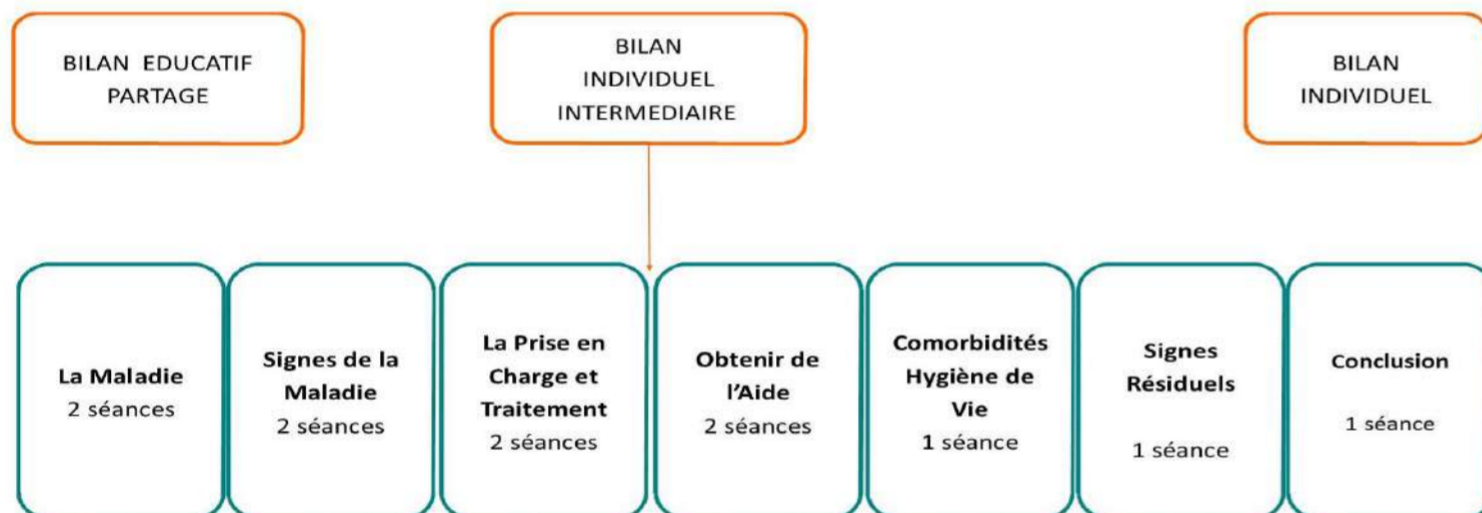 BILAN EDUCATIF
PARTAGE
BILAN
INDIVIDUEL
INTERMEDIAIRE
BILAN
INDIVIDUEL
La Maladie
2 séances
Signes de la
Maladie
2 séances
La Prise en
Charge et
Traitement
2 séances
Obtenir de
l’Aide
2 séances
Comorbidités
Hygiène de
Vie
1 séance
Signes
Résiduels
1 séance
Conclusion
1 séance